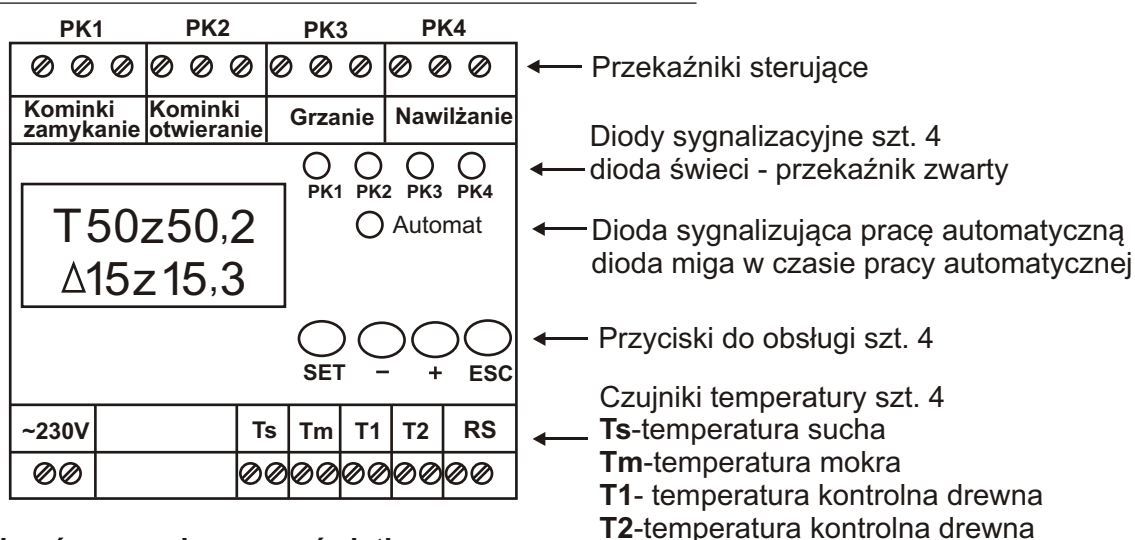 PK1 PK2 PK3 PK4
Przekaźniki sterujące
Kominki zamykanie
Kominki otwieranie
Grzanie
Nawilżanie
Diody sygnalizacyjne szt. 4
dioda świeci - przekaźnik zwarty
PK1 PK2 PK3 PK4
T50z50,2
Δ15z15,3
Automat
Dioda sygnalizująca pracę automatyczną
dioda miga w czasie pracy automatycznej
Przyciski do obsługi szt. 4
SET - + ESC
~230V Ts Tm T1 T2 RS
Czujniki temperatury szt. 4
Ts-temperatura sucha
Tm-temperatura mokra
T1- temperatura kontrolna drewna
T2-temperatura kontrolna drewna